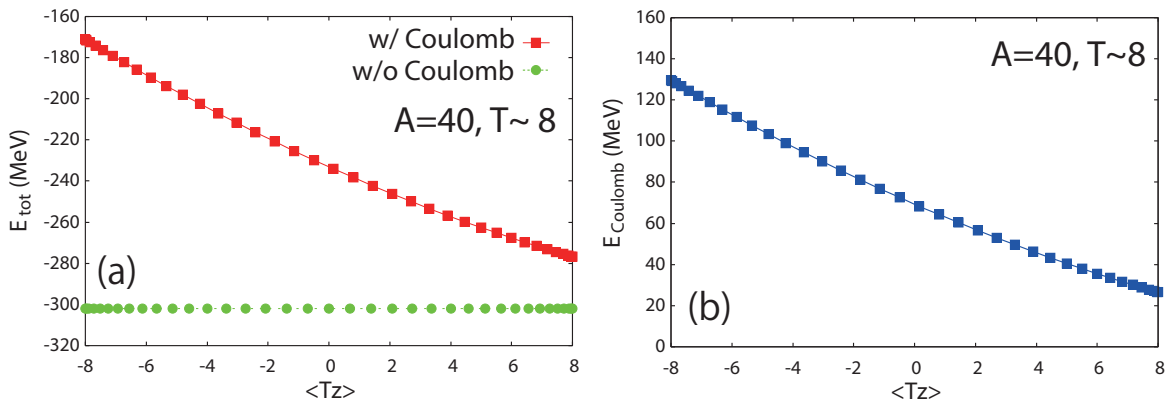 -160
-180
-200
-220
-240
-260
-280
-300
-320
E tot (MeV)
w/ Coulomb
w/o Coulomb
A=40, T~ 8
(a)
-8 -6 -4 -2 0 2 4 6 8
<Tz>
160
140
120
100
80
60
40
20
0
E Coulomb (MeV)
A=40, T~8
(b)
-8 -6 -4 -2 0 2 4 6 8
<Tz>